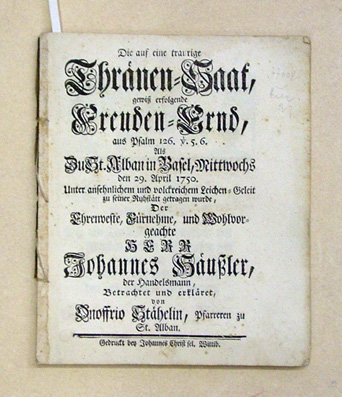 Die auf eine traurige
Thränen-Saat,
gewiß erfolgende
Freuden-Ernd,
aus Psalm 126. ỳ. 5. 6.
Als
Zu St. Alban in Basel, Mittwochs
den 29. April 1750.
Unter ansehnlichem und volckreichem Leichen-Geleit
zu seiner Ruhstätt getragen wurde,
Der
Ehrenveste, Fürnehme, und Wohlvor-
geachte
HERR
Johannes Häußler,
der Handelsmann,
Betrachtet und erkläret,
von
Onoffrio Stähelin, Pfarreren zu
St. Alban.
Gedruckt bey Johannes Christ sel. Wittib.